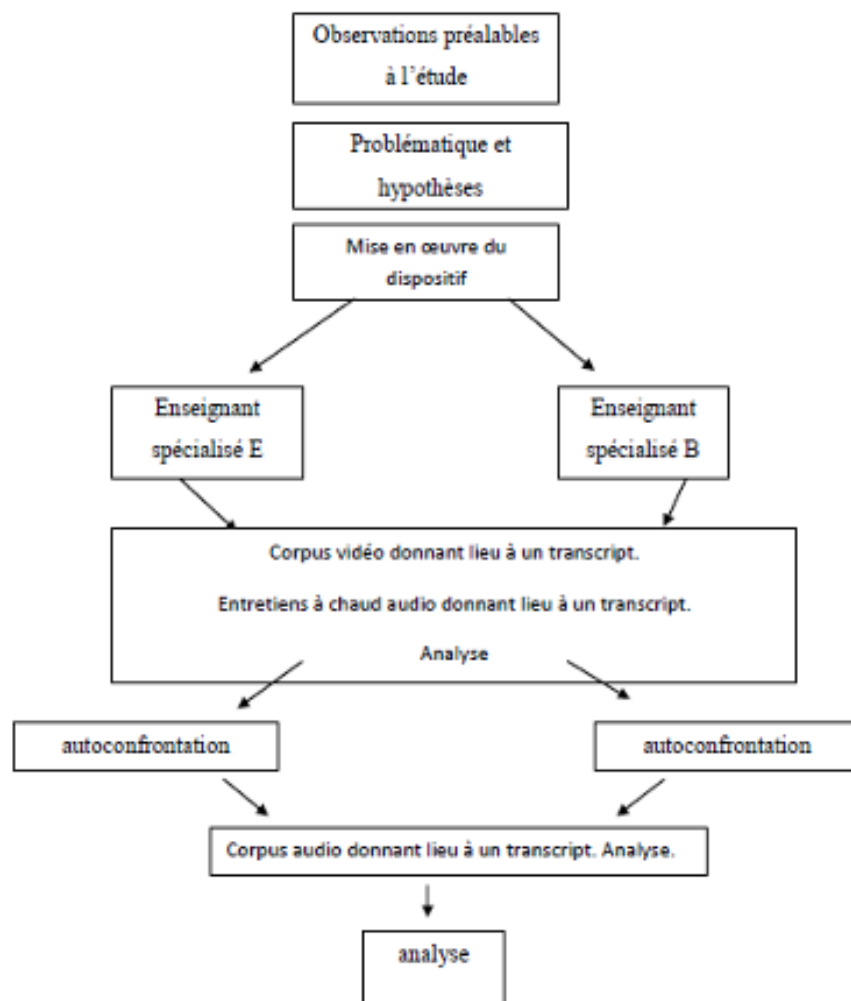 Observations préalables
à l'étude
Problématique et
hypothèses
Mise en œuvre du
dispositif
Enseignant
spécialisé E
Enseignant
spécialisé B
Corpus vidéo donnant lieu à un transcript.
Entretiens à chaud audio donnant lieu à un transcript.
Analyse
autoconfrontation
autoconfrontation
Corpus audio donnant lieu à un transcript. Analyse.
analyse